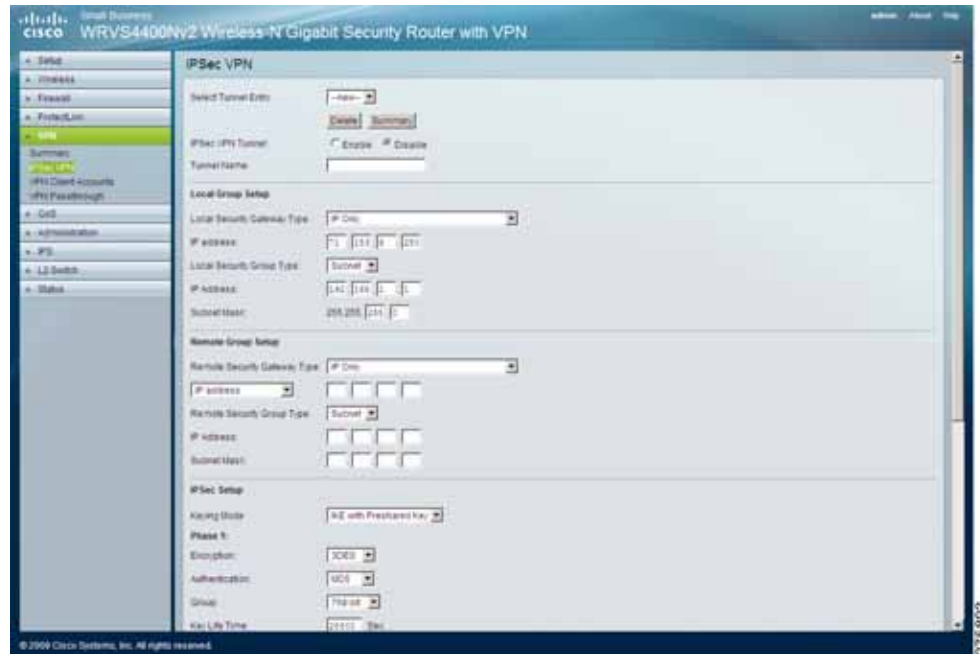 Small Business
cisco WRVS4400Nv2 Wireless-N Gigabit Security Router with VPN
admin About Help
Setup
Wireless
Firewall
ProtectLink
VPN
Summary
IPSec VPN
VPN Client Accounts
VPN Passthrough
QoS
Administration
IPS
L2 Switch
Status
IPSec VPN
Select Tunnel Entry: --new--
Delete Summary
IPSec VPN Tunnel Enable Disable
Tunnel Name:
Local Group Setup
Local Security Gateway Type: IP Only
IP address:
Local Security Group Type: Subnet
IP Address:
Subnet Mask: 255.255.
Remote Group Setup
Remote Security Gateway Type: IP Only
IP address
Remote Security Group Type: Subnet
IP Address:
Subnet Mask:
IPSec Setup
Keying Mode IKE with Preshared Key
Phase 1:
Encryption: 3DES
Authentication: MD5
Group: 768-bit
Key Life Time: Sec.
© 2009 Cisco Systems, Inc. All rights reserved.